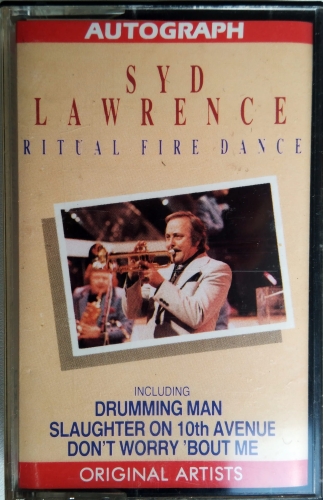 AUTOGRAPH
SYD
LAWRENCE
RITUAL FIRE DANCE
INCLUDING
DRUMMING MAN
SLAUGHTER ON 10th AVENUE
DON'T WORRY 'BOUT ME
ORIGINAL ARTISTS